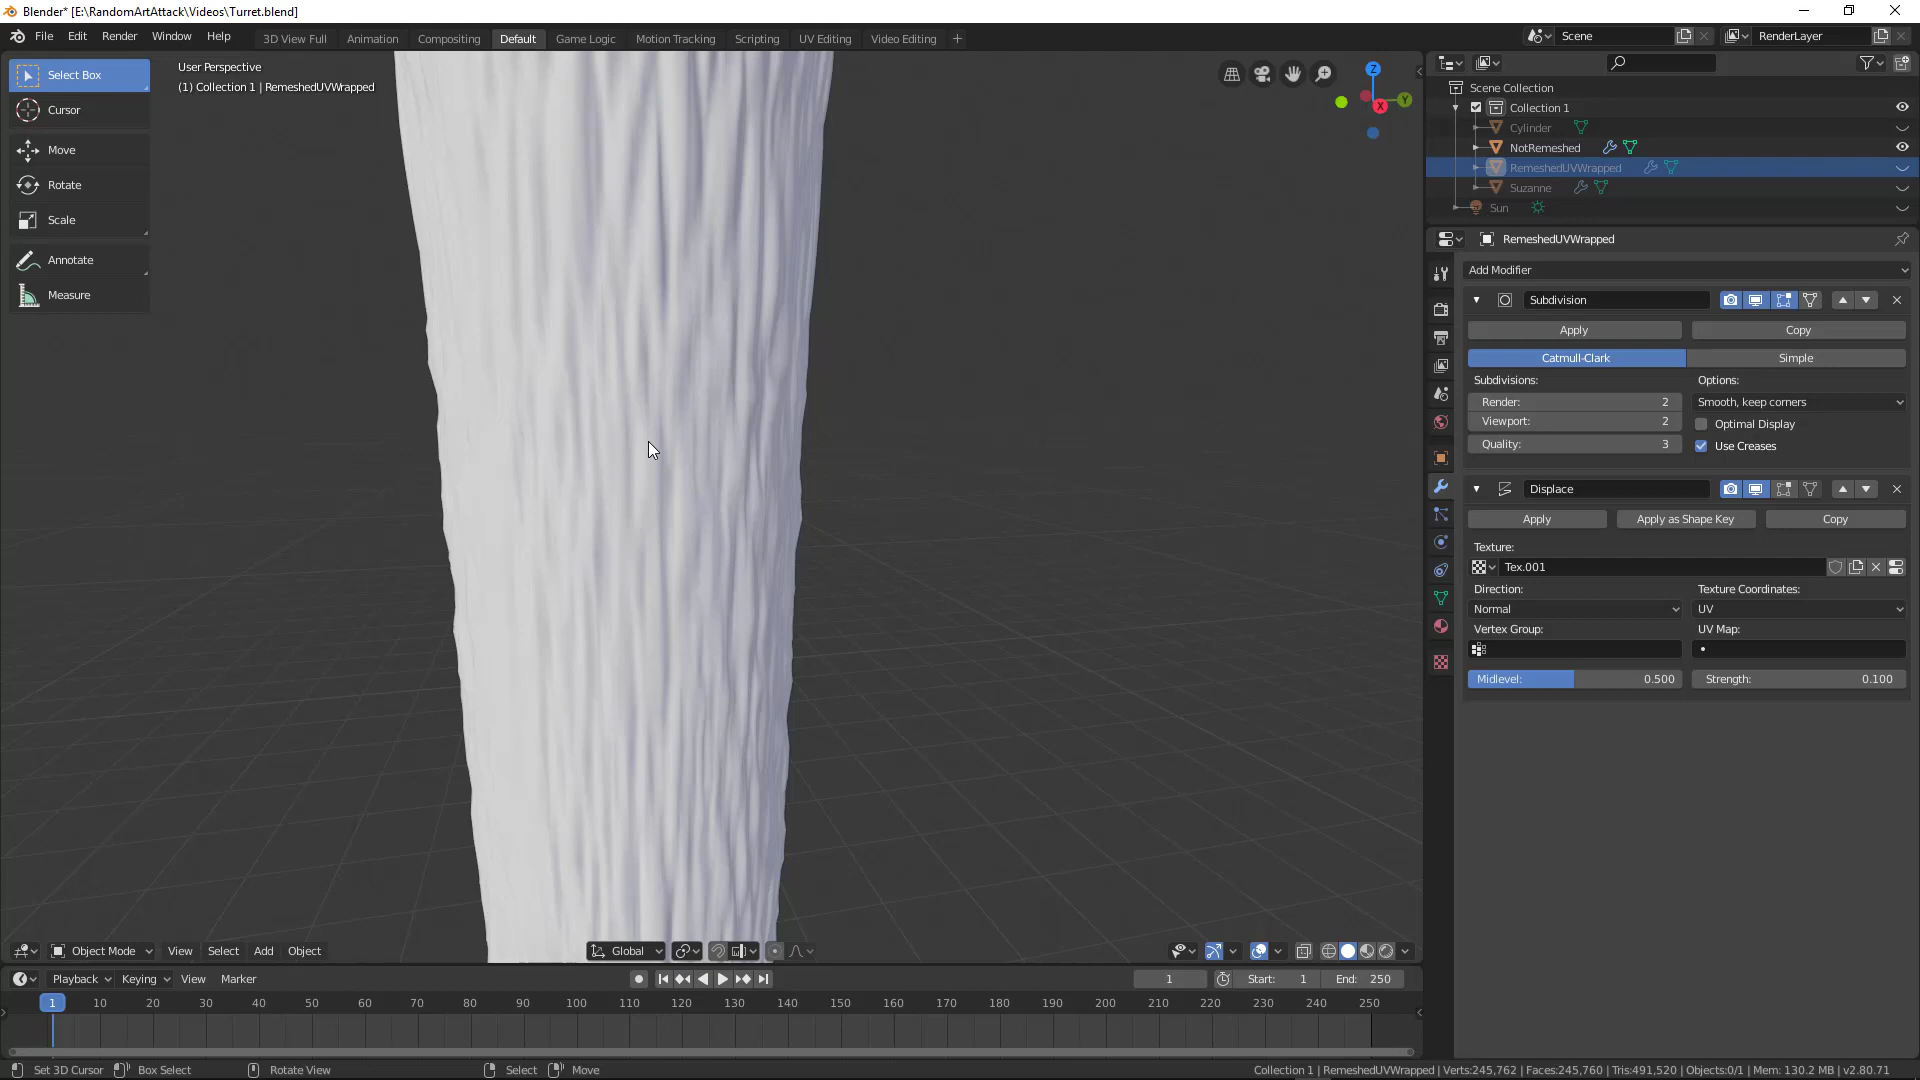 Blender* [E:\RandomArtAttack\Videos\Turret.blend]
File Edit Render Window Help 3D View Full Animation Compositing Default Game Logic Motion Tracking Scripting UV Editing Video Editing + Scene RenderLayer
Select Box
Cursor
Move
Rotate
Scale
Annotate
Measure
User Perspective
(1) Collection 1 | RemeshedUVWrapped
Z
Y
X
Scene Collection
Collection 1
Cylinder
NotRemeshed
RemeshedUVWrapped
Suzanne
Sun
RemeshedUVWrapped
Add Modifier
Subdivision
Apply Copy
Catmull-Clark Simple
Subdivisions: Options:
Render: 2 Smooth, keep corners
Viewport: 2 Optimal Display
Quality: 3 Use Creases
Displace
Apply Apply as Shape Key Copy
Texture:
Tex.001
Direction: Texture Coordinates:
Normal UV
Vertex Group: UV Map:
Midlevel: 0.500 Strength: 0.100
Object Mode View Select Add Object Global
Playback Keying View Marker 1 Start: 1 End: 250
1 10 20 30 40 50 60 70 80 90 100 110 120 130 140 150 160 170 180 190 200 210 220 230 240 250
Set 3D Cursor Box Select Rotate View Select Move Collection 1 | RemeshedUVWrapped | Verts:245,762 | Faces:245,760 | Tris:491,520 | Objects:0/1 | Mem: 130.2 MB | v2.80.71